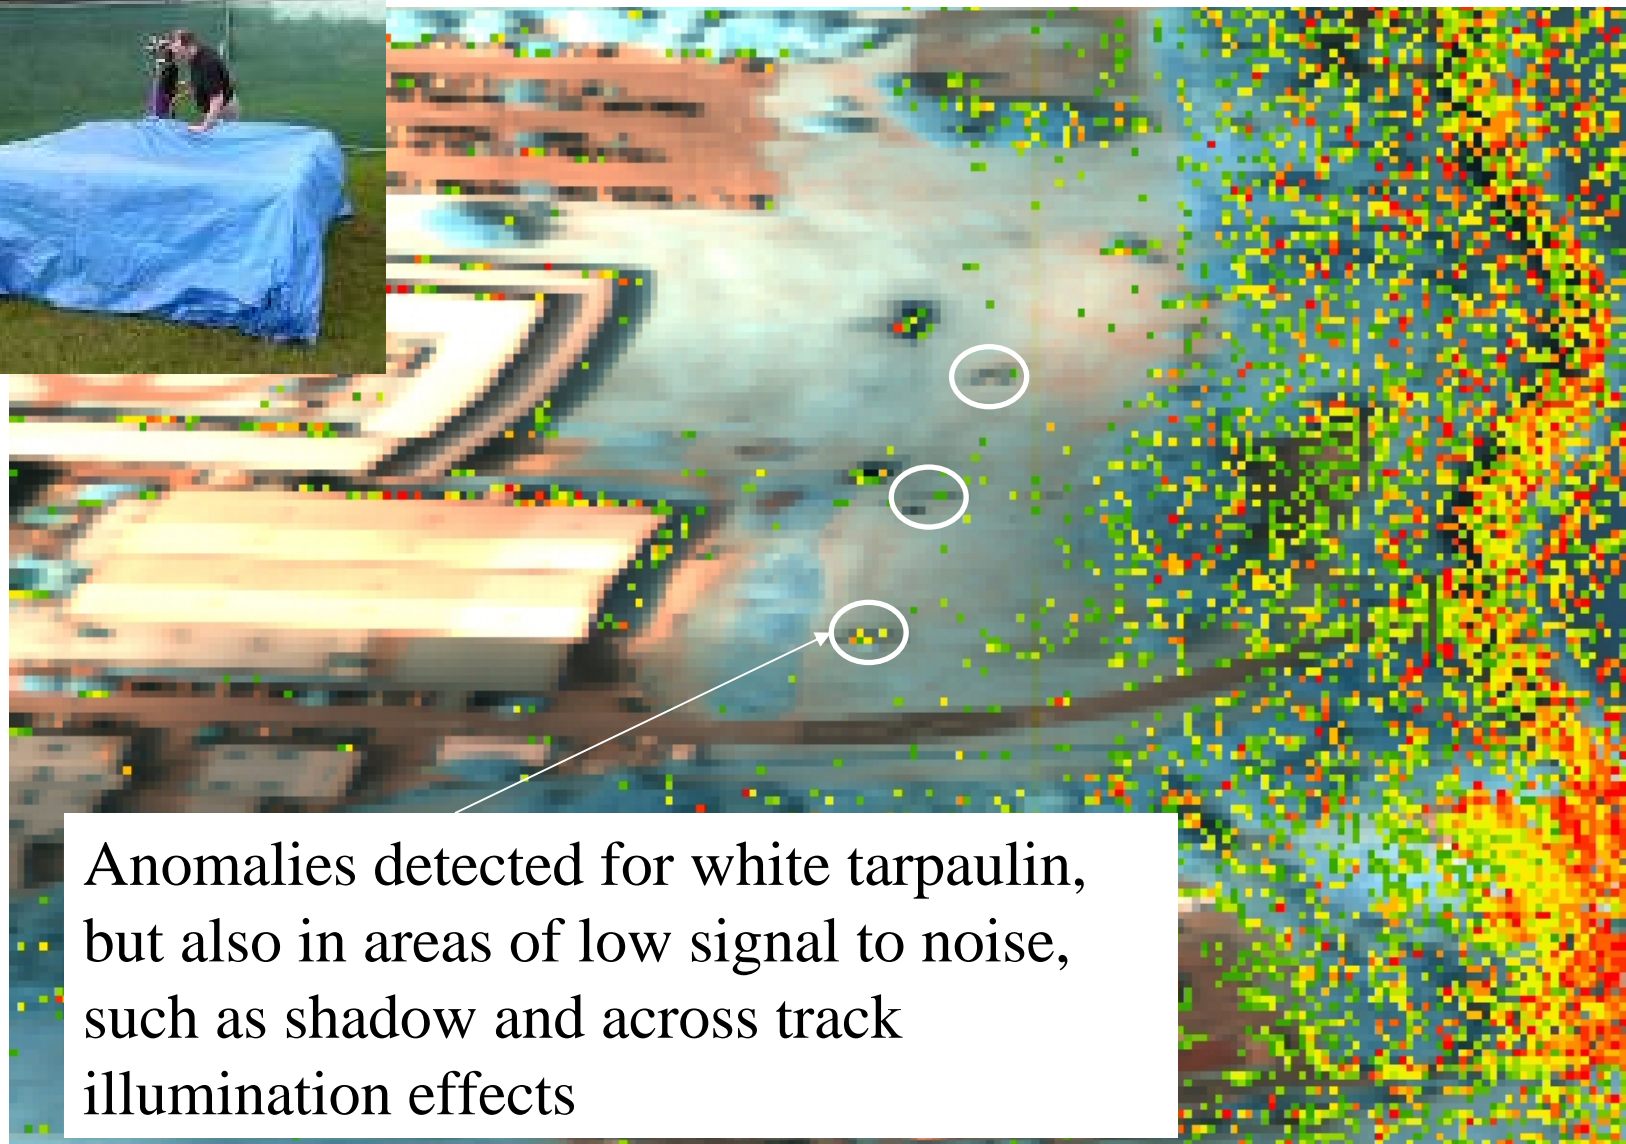 Anomalies detected for white tarpaulin,
but also in areas of low signal to noise,
such as shadow and across track
illumination effects